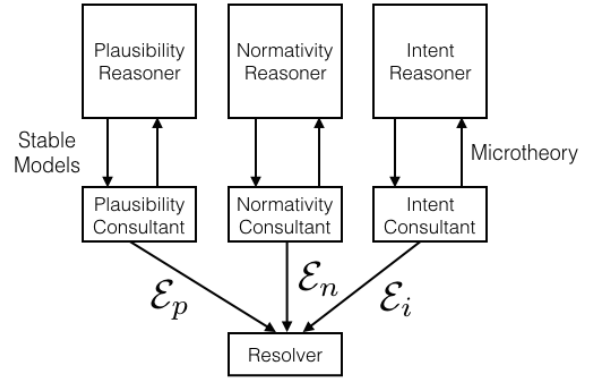 Plausibility
Reasoner
Normativity
Reasoner
Intent
Reasoner
Stable
Models
Microtheory
Plausibility
Consultant
Normativity
Consultant
Intent
Consultant
ℰp
ℰn
ℰi
Resolver